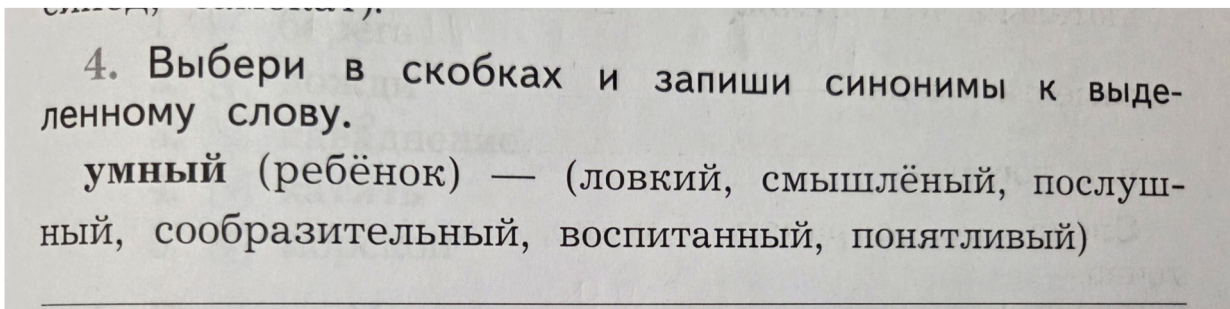 4. Выбери в скобках и запиши синонимы к выде-
ленному слову.
умный (ребёнок) — (ловкий, смышлёный, послуш-
ный, сообразительный, воспитанный, понятливый)